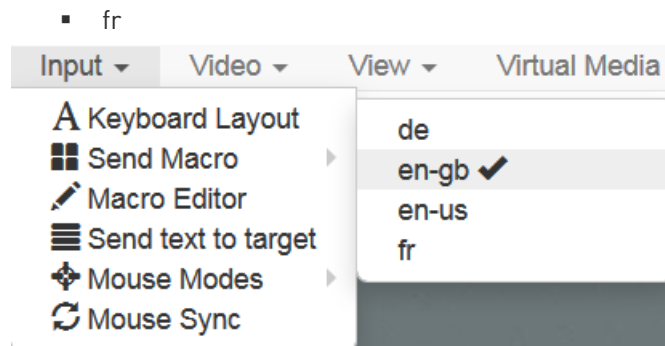 ▪ fr
Input Video View Virtual Media
Keyboard Layout
Send Macro
Macro Editor
Send text to target
Mouse Modes
Mouse Sync
de
en-gb ✔
en-us
fr